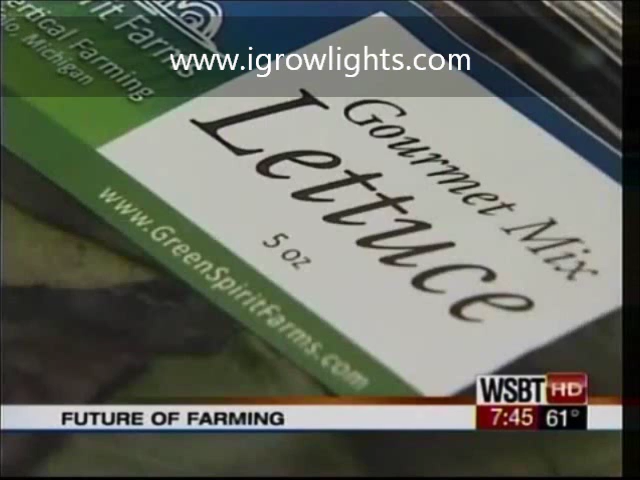 www.igrowlights.com
Farms
Vertical Farming
Michigan
Gourmet Mix
Lettuce
5 oz
www.GreenSpiritFarms.com
FUTURE OF FARMING
WSBT HD
7:45 61°